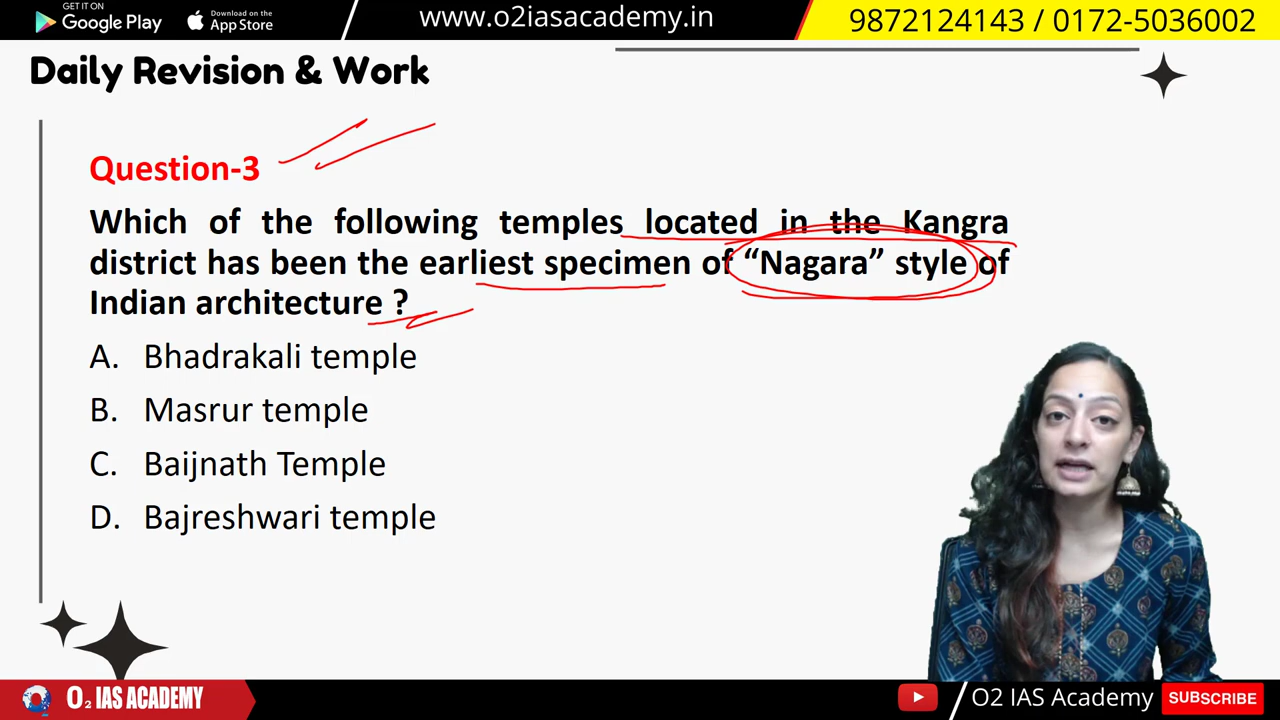 GET IT ON
Google Play
Download on the
App Store
www.o2iasacademy.in
9872124143 / 0172-5036002
Daily Revision & Work
Question-3
Which of the following temples located in the Kangra
district has been the earliest specimen of “Nagara” style of
Indian architecture ?
A. Bhadrakali temple
B. Masrur temple
C. Baijnath Temple
D. Bajreshwari temple
O2 IAS ACADEMY
O2 IAS Academy
SUBSCRIBE